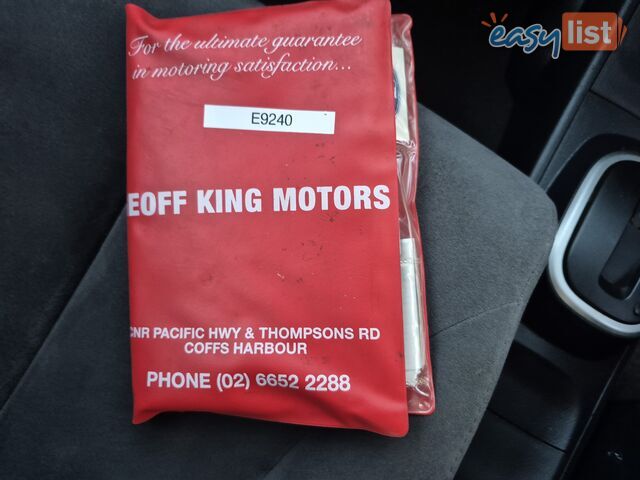 easylist
For the ultimate guarantee
in motoring satisfaction...
E9240
EOFF KING MOTORS
CNR PACIFIC HWY & THOMPSONS RD
COFFS HARBOUR
PHONE (02) 6652 2288